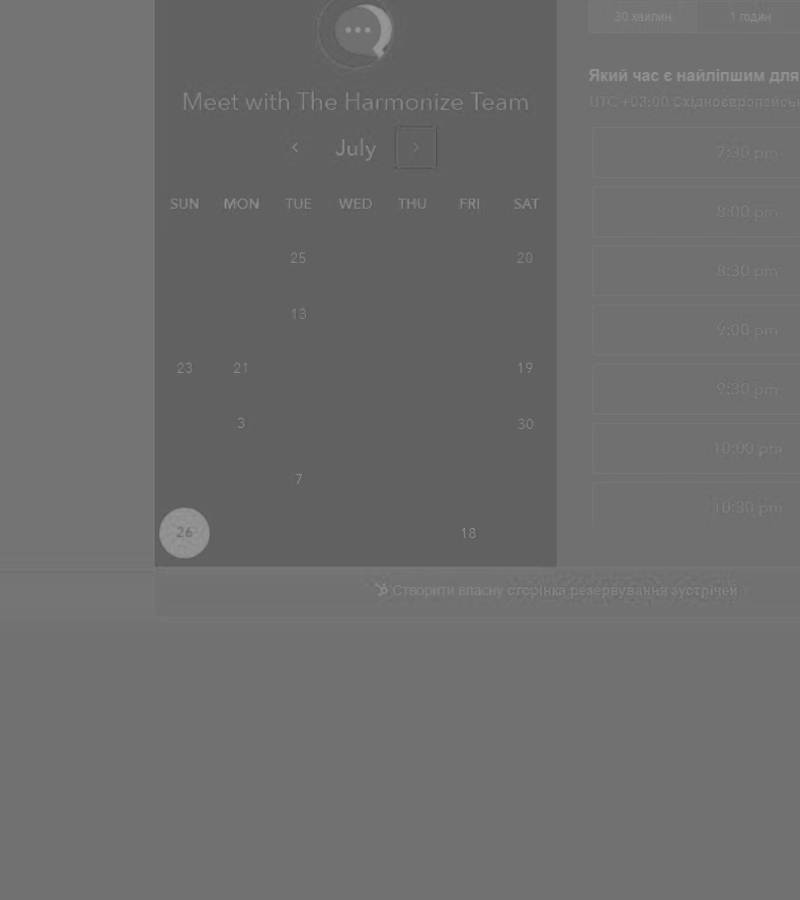 30 хвилин 1 годин
Meet with The Harmonize Team
Який час є найліпшим для
UTC +03:00 Східноєвропейськ
July
7:30 pm
SUN MON TUE WED THU FRI SAT
8:00 pm
25 20
8:30 pm
13
9:00 pm
23 21 19
9:30 pm
3 30
10:00 pm
7
10:30 pm
26 18
Створити власну сторінка резервування зустрічей